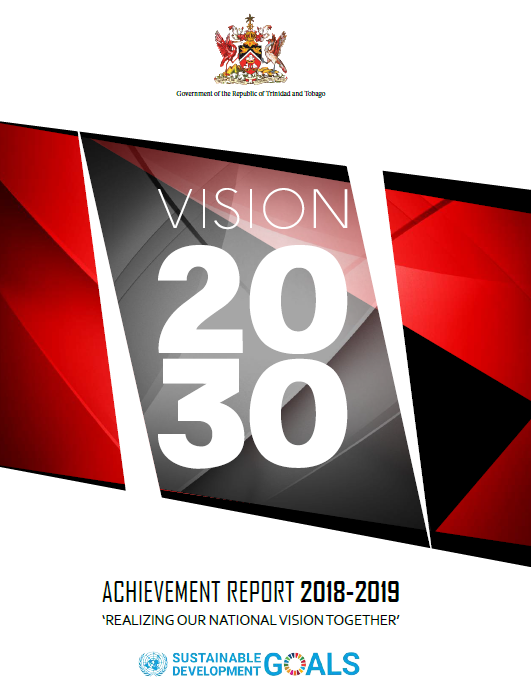 Government of the Republic of Trinidad and Tobago
VISION
20
30
ACHIEVEMENT REPORT 2018-2019
‘REALIZING OUR NATIONAL VISION TOGETHER’
SUSTAINABLE
DEVELOPMENT GOALS